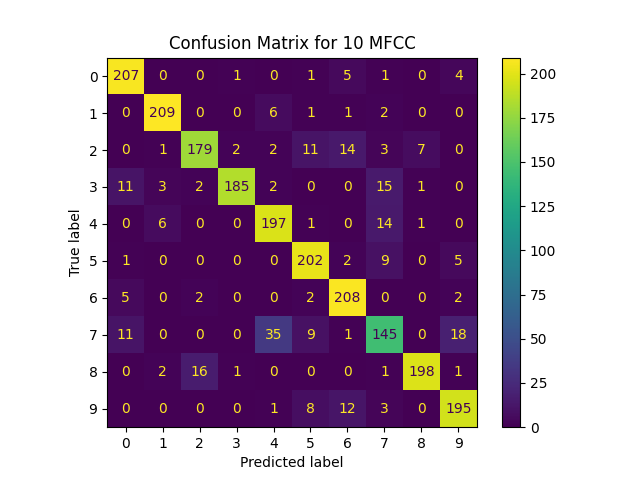 Confusion Matrix for 10 MFCC
True label
0 207 0 0 1 0 1 5 1 0 4
1 0 209 0 0 6 1 1 2 0 0
2 0 1 179 2 2 11 14 3 7 0
3 11 3 2 185 2 0 0 15 1 0
4 0 6 0 0 197 1 0 14 1 0
5 1 0 0 0 0 202 2 9 0 5
6 5 0 2 0 0 2 208 0 0 2
7 11 0 0 0 35 9 1 145 0 18
8 0 2 16 1 0 0 0 1 198 1
9 0 0 0 0 1 8 12 3 0 195
0 1 2 3 4 5 6 7 8 9
Predicted label
200
175
150
125
100
75
50
25
0